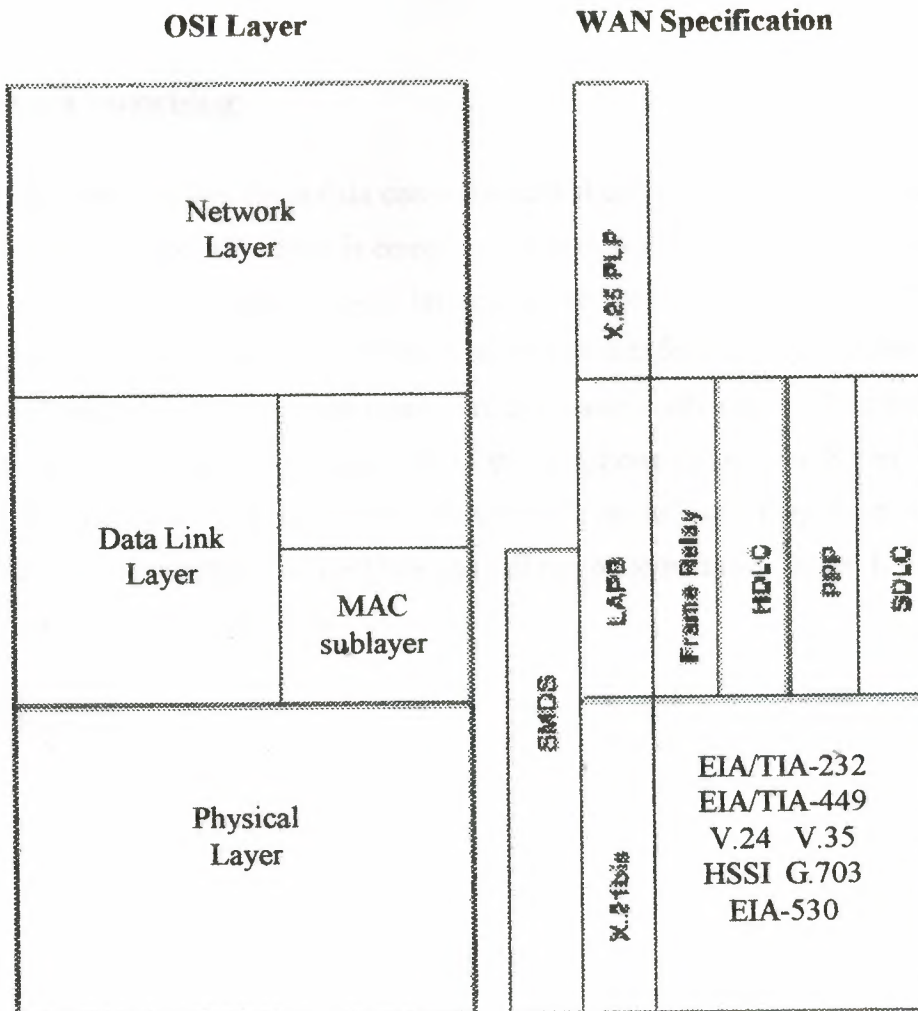 OSI Layer
WAN Specification
Network
Layer
X.25 PLP
Data Link
Layer
MAC
sublayer
SMDS
LAPB
Frame Relay
HDLC
PPP
SDLC
Physical
Layer
X.21bis
EIA/TIA-232
EIA/TIA-449
V.24 V.35
HSSI G.703
EIA-530